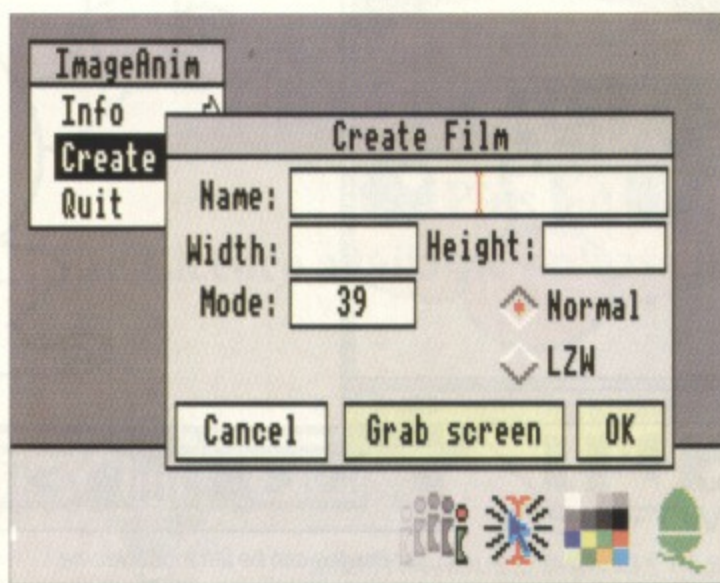 ImageAnim
Info
Create
Quit
Create Film
Name:
Width: Height:
Mode: 39
Normal
LZW
Cancel Grab screen OK